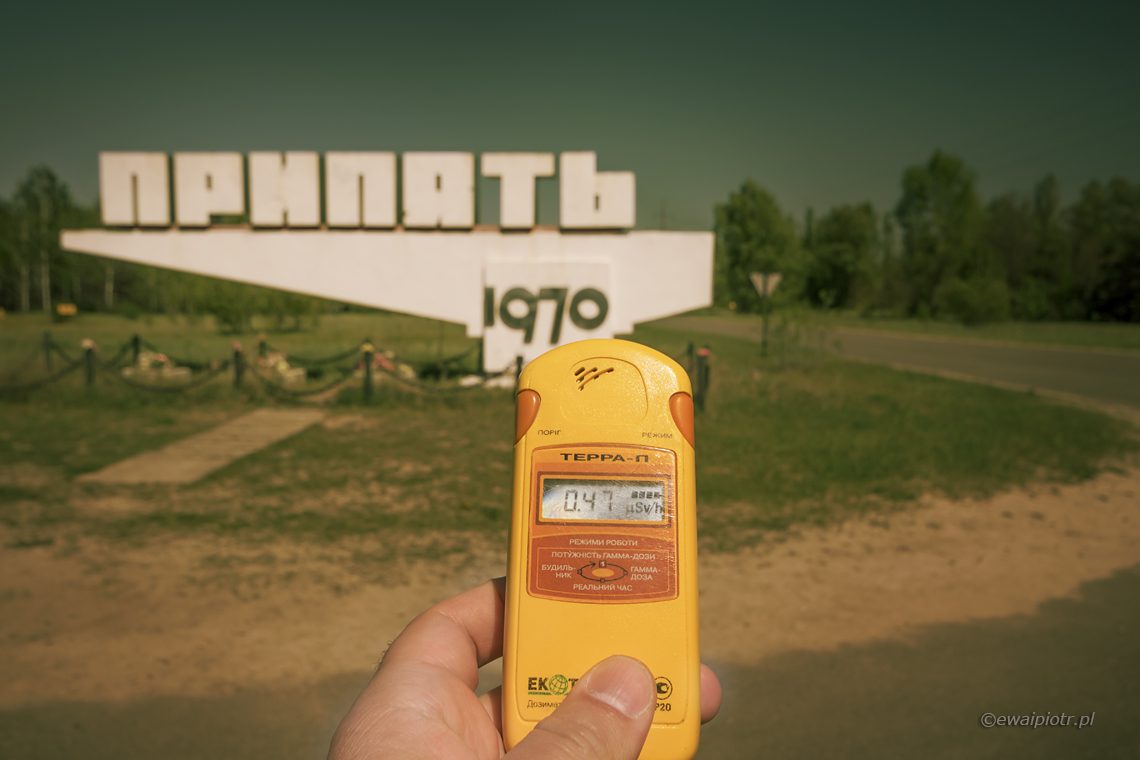 ПРИПЯТЬ
1970
ПОРІГ РЕЖИМ
ТЕРРА-П
0.47 µSv/h
РЕЖИМИ РОБОТИ
ПОТУЖНІСТЬ ГАММА-ДОЗИ
БУДИЛЬ-
НИК
ГАММА-
ДОЗА
РЕАЛЬНИЙ ЧАС
©ewaipiotr.pl